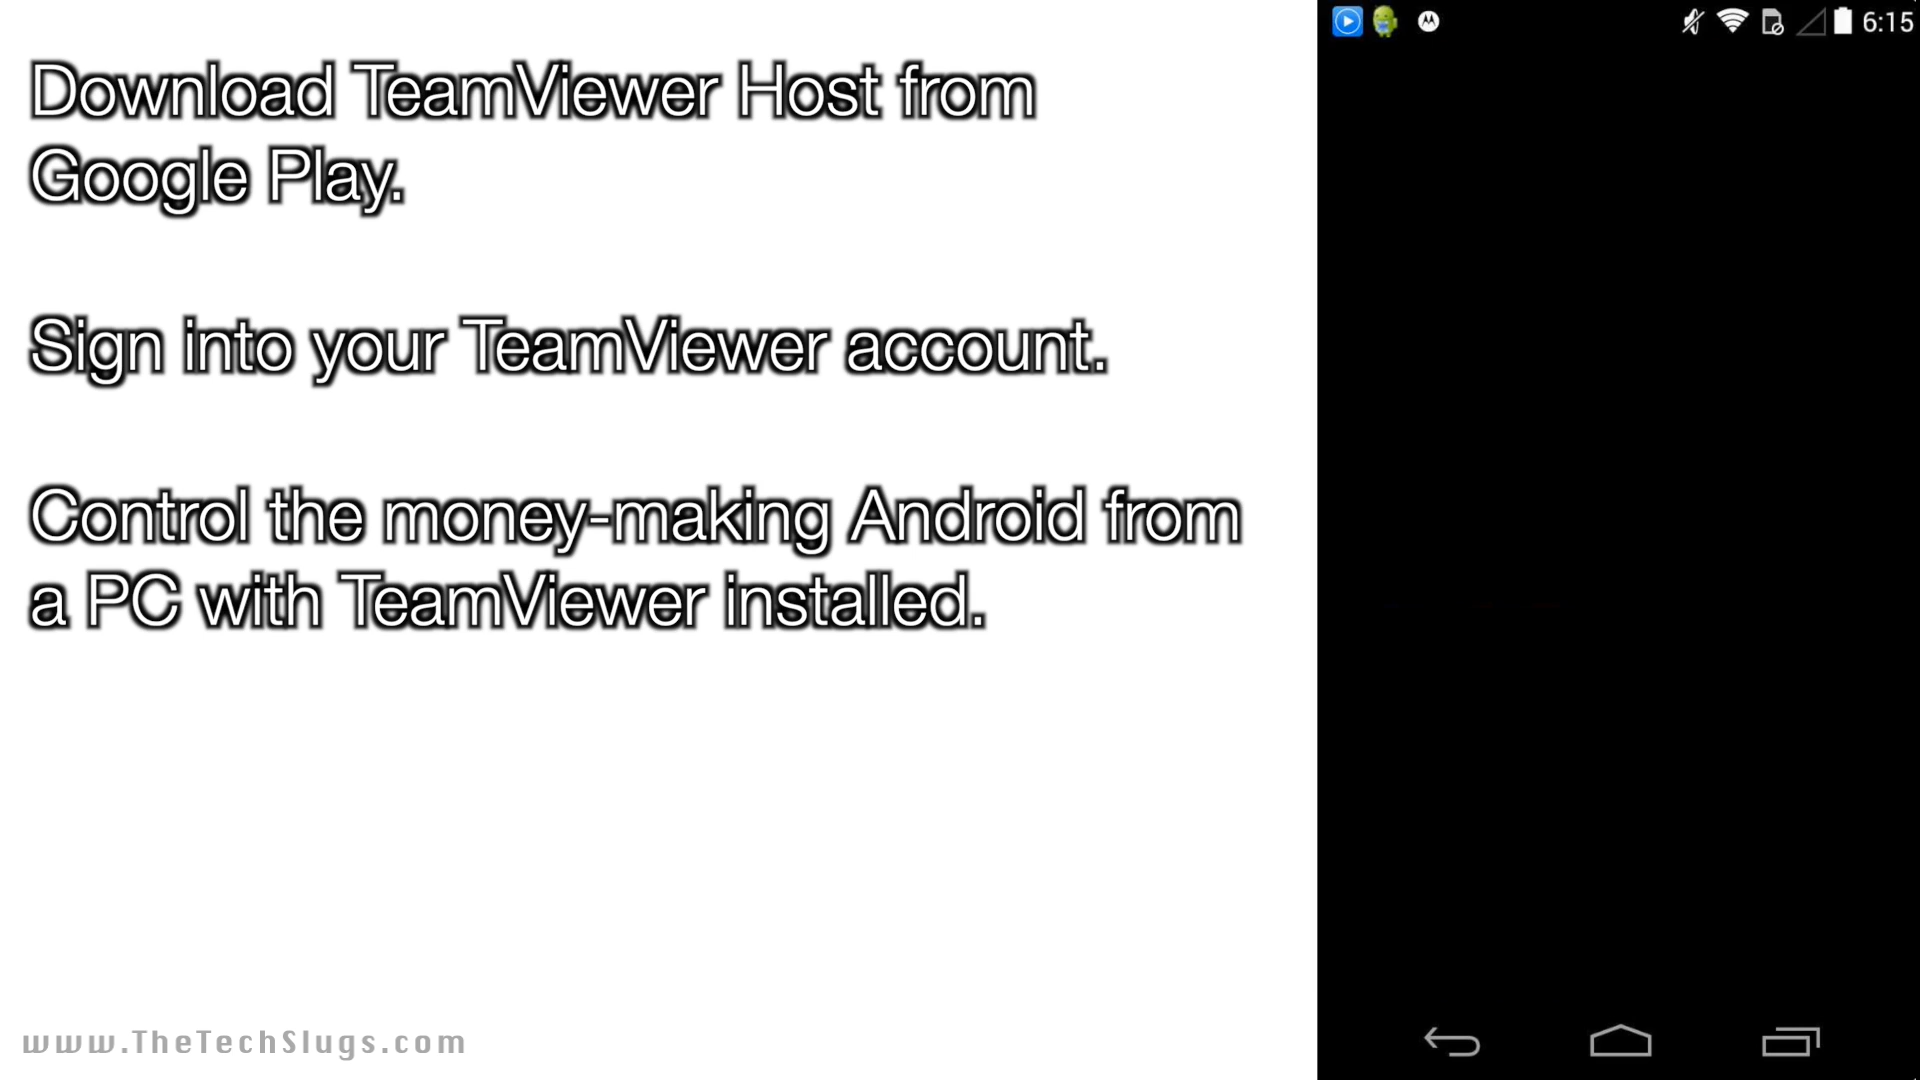 6:15
Download TeamViewer Host from
Google Play.
Sign into your TeamViewer account.
Control the money-making Android from
a PC with TeamViewer installed.
www.TheTechSlugs.com